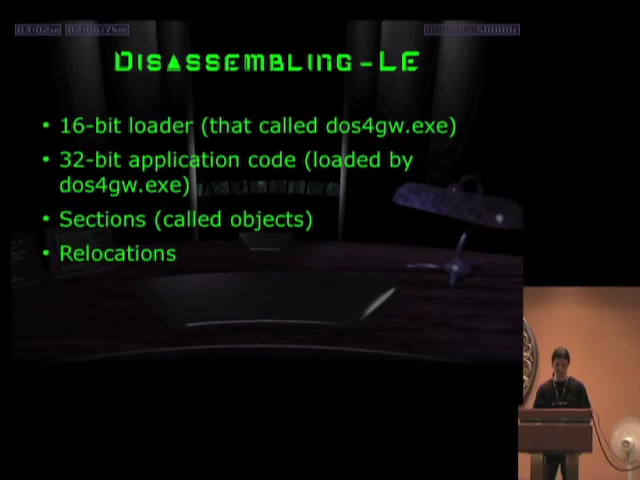 DISASSEMBLING-LE
• 16-bit loader (that called dos4gw.exe)
• 32-bit application code (loaded by
dos4gw.exe)
• Sections (called objects)
• Relocations